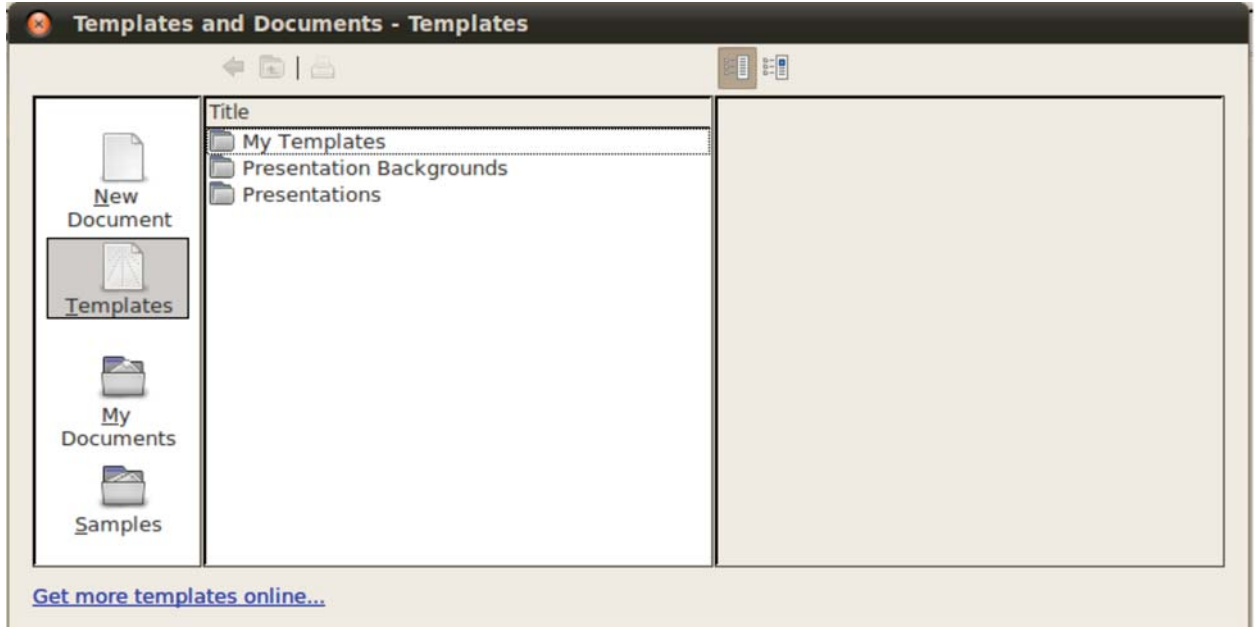 Templates and Documents - Templates
Title
My Templates
Presentation Backgrounds
Presentations
New
Document
Templates
My
Documents
Samples
Get more templates online...